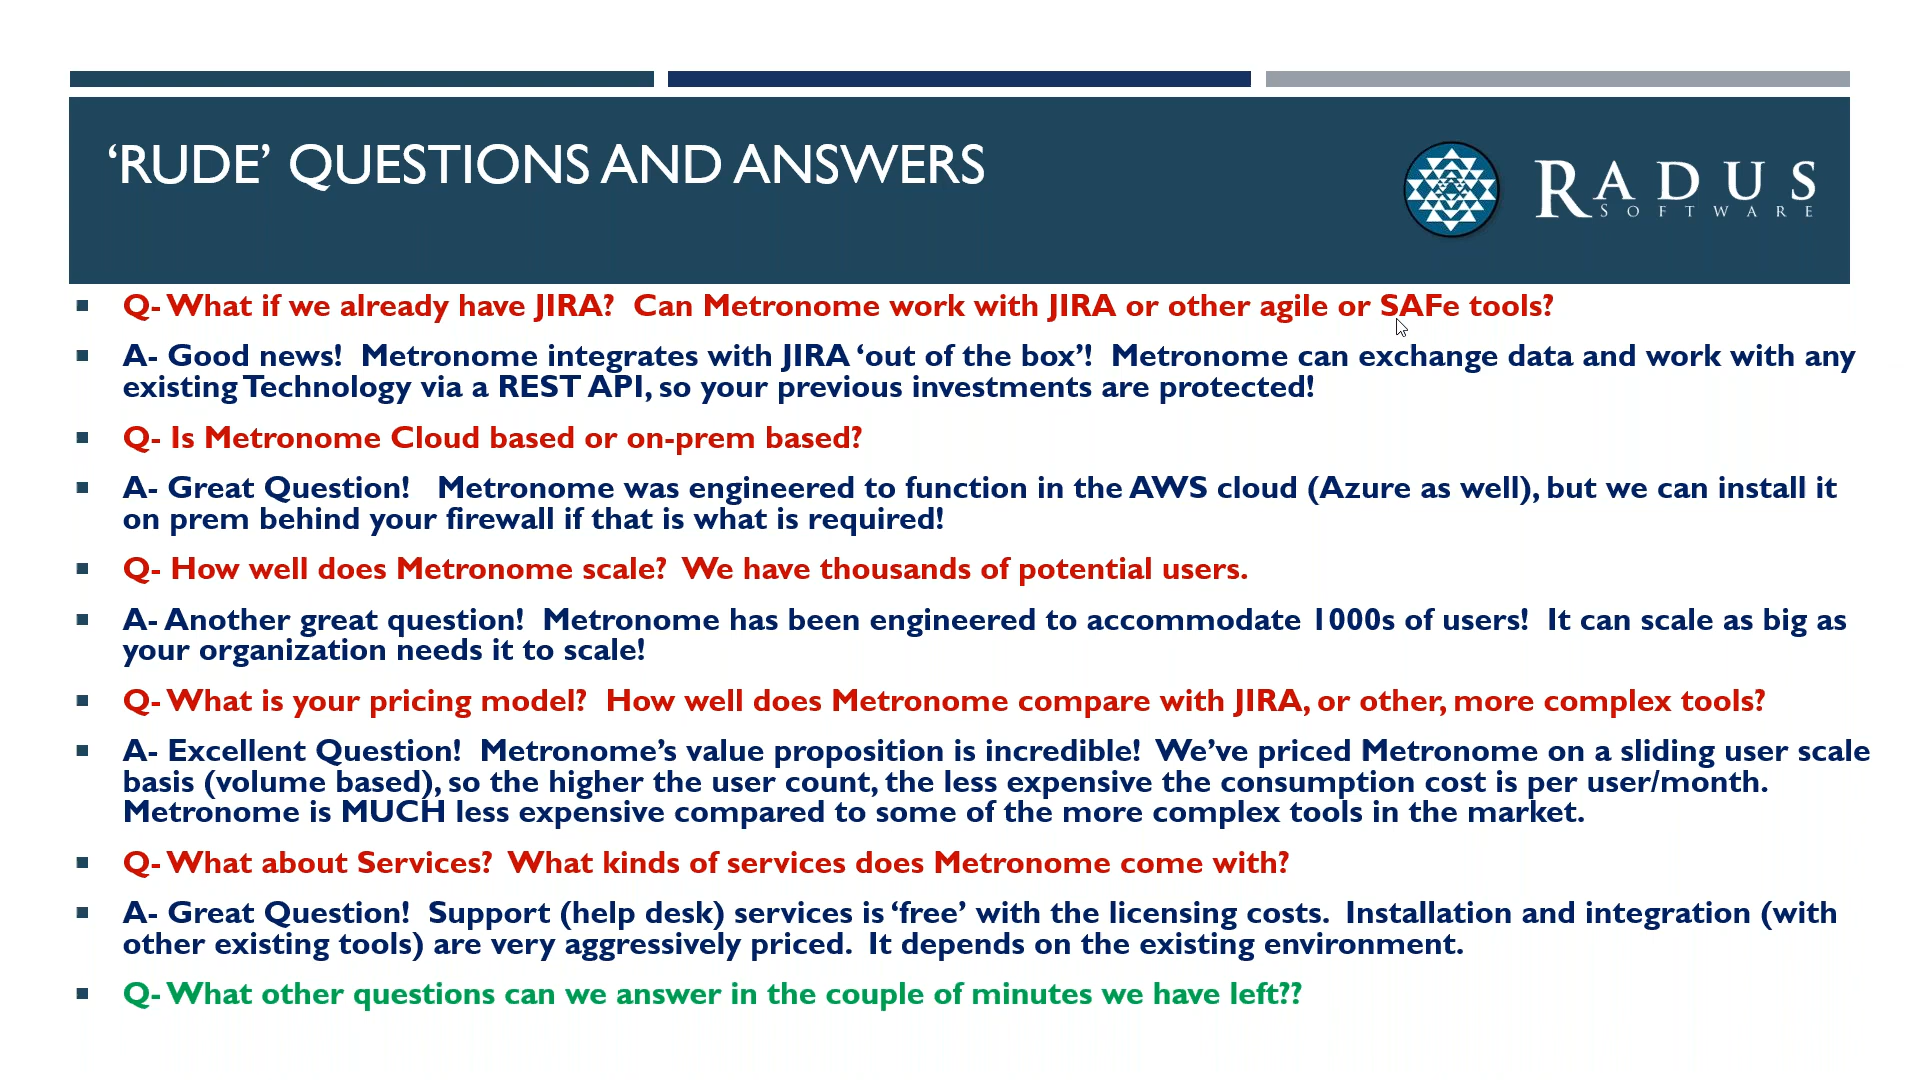 ‘RUDE’ QUESTIONS AND ANSWERS
RADUS
SOFTWARE
Q- What if we already have JIRA?  Can Metronome work with JIRA or other agile or SAFe tools?
A- Good news!  Metronome integrates with JIRA ‘out of the box’!  Metronome can exchange data and work with any
existing Technology via a REST API, so your previous investments are protected!
Q- Is Metronome Cloud based or on-prem based?
A- Great Question!   Metronome was engineered to function in the AWS cloud (Azure as well), but we can install it
on prem behind your firewall if that is what is required!
Q- How well does Metronome scale?  We have thousands of potential users.
A- Another great question!  Metronome has been engineered to accommodate 1000s of users!  It can scale as big as
your organization needs it to scale!
Q- What is your pricing model?  How well does Metronome compare with JIRA, or other, more complex tools?
A- Excellent Question!  Metronome’s value proposition is incredible!  We’ve priced Metronome on a sliding user scale
basis (volume based), so the higher the user count, the less expensive the consumption cost is per user/month.
Metronome is MUCH less expensive compared to some of the more complex tools in the market.
Q- What about Services?  What kinds of services does Metronome come with?
A- Great Question!  Support (help desk) services is ‘free’ with the licensing costs.  Installation and integration (with
other existing tools) are very aggressively priced.  It depends on the existing environment.
Q- What other questions can we answer in the couple of minutes we have left??